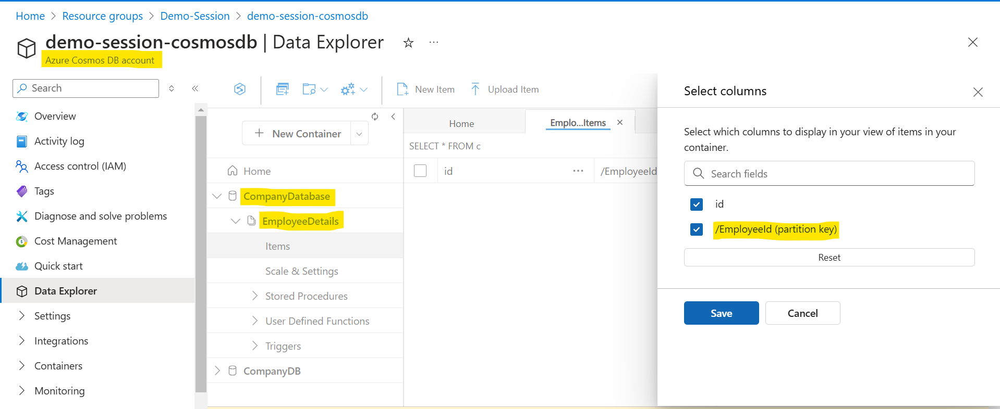 Home > Resource groups > Demo-Session > demo-session-cosmosdb
demo-session-cosmosdb | Data Explorer
Azure Cosmos DB account
Search
Overview
Activity log
Access control (IAM)
Tags
Diagnose and solve problems
Cost Management
Quick start
Data Explorer
Settings
Integrations
Containers
Monitoring
New Item
Upload Item
New Container
Home
CompanyDatabase
EmployeeDetails
Items
Scale & Settings
Stored Procedures
User Defined Functions
Triggers
CompanyDB
Home
Emplo...Items
SELECT * FROM c
id
/EmployeeId
Select columns
Select which columns to display in your view of items in your
container.
Search fields
id
/EmployeeId (partition key)
Reset
Save
Cancel